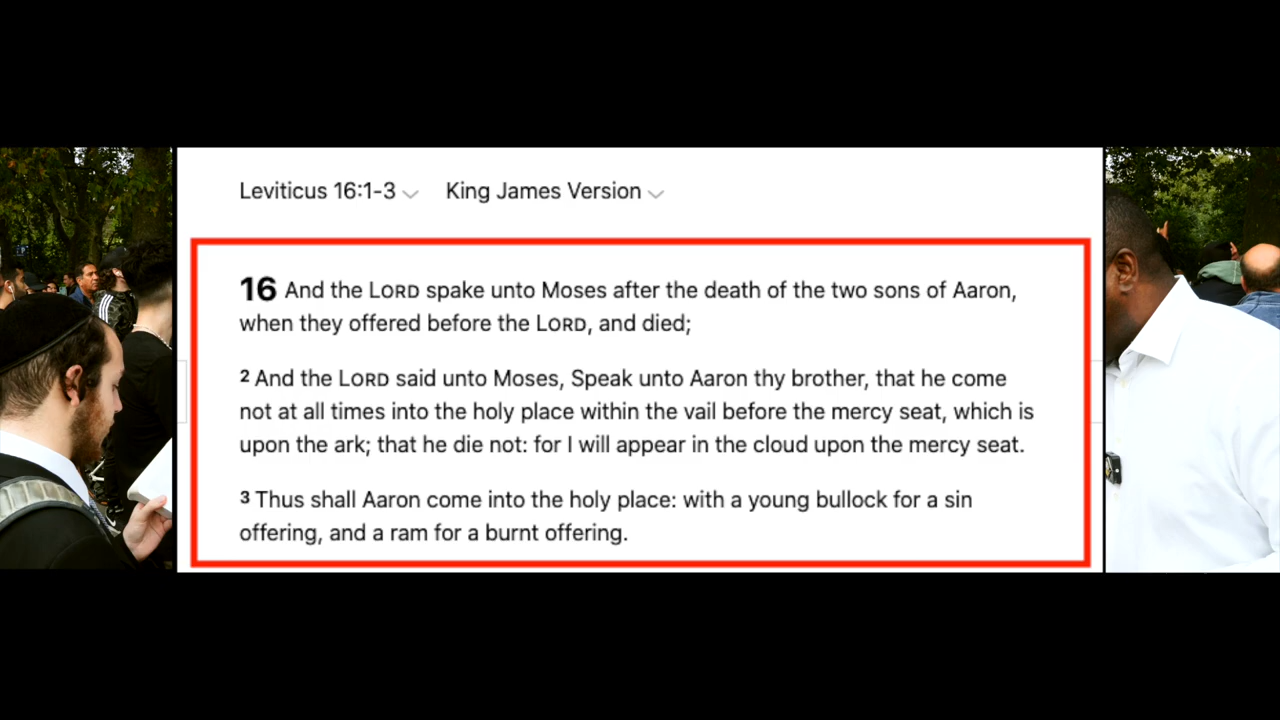 Leviticus 16:1-3 King James Version
16 And the LORD spake unto Moses after the death of the two sons of Aaron,
when they offered before the LORD, and died;
2 And the LORD said unto Moses, Speak unto Aaron thy brother, that he come
not at all times into the holy place within the vail before the mercy seat, which is
upon the ark; that he die not: for I will appear in the cloud upon the mercy seat.
3 Thus shall Aaron come into the holy place: with a young bullock for a sin
offering, and a ram for a burnt offering.